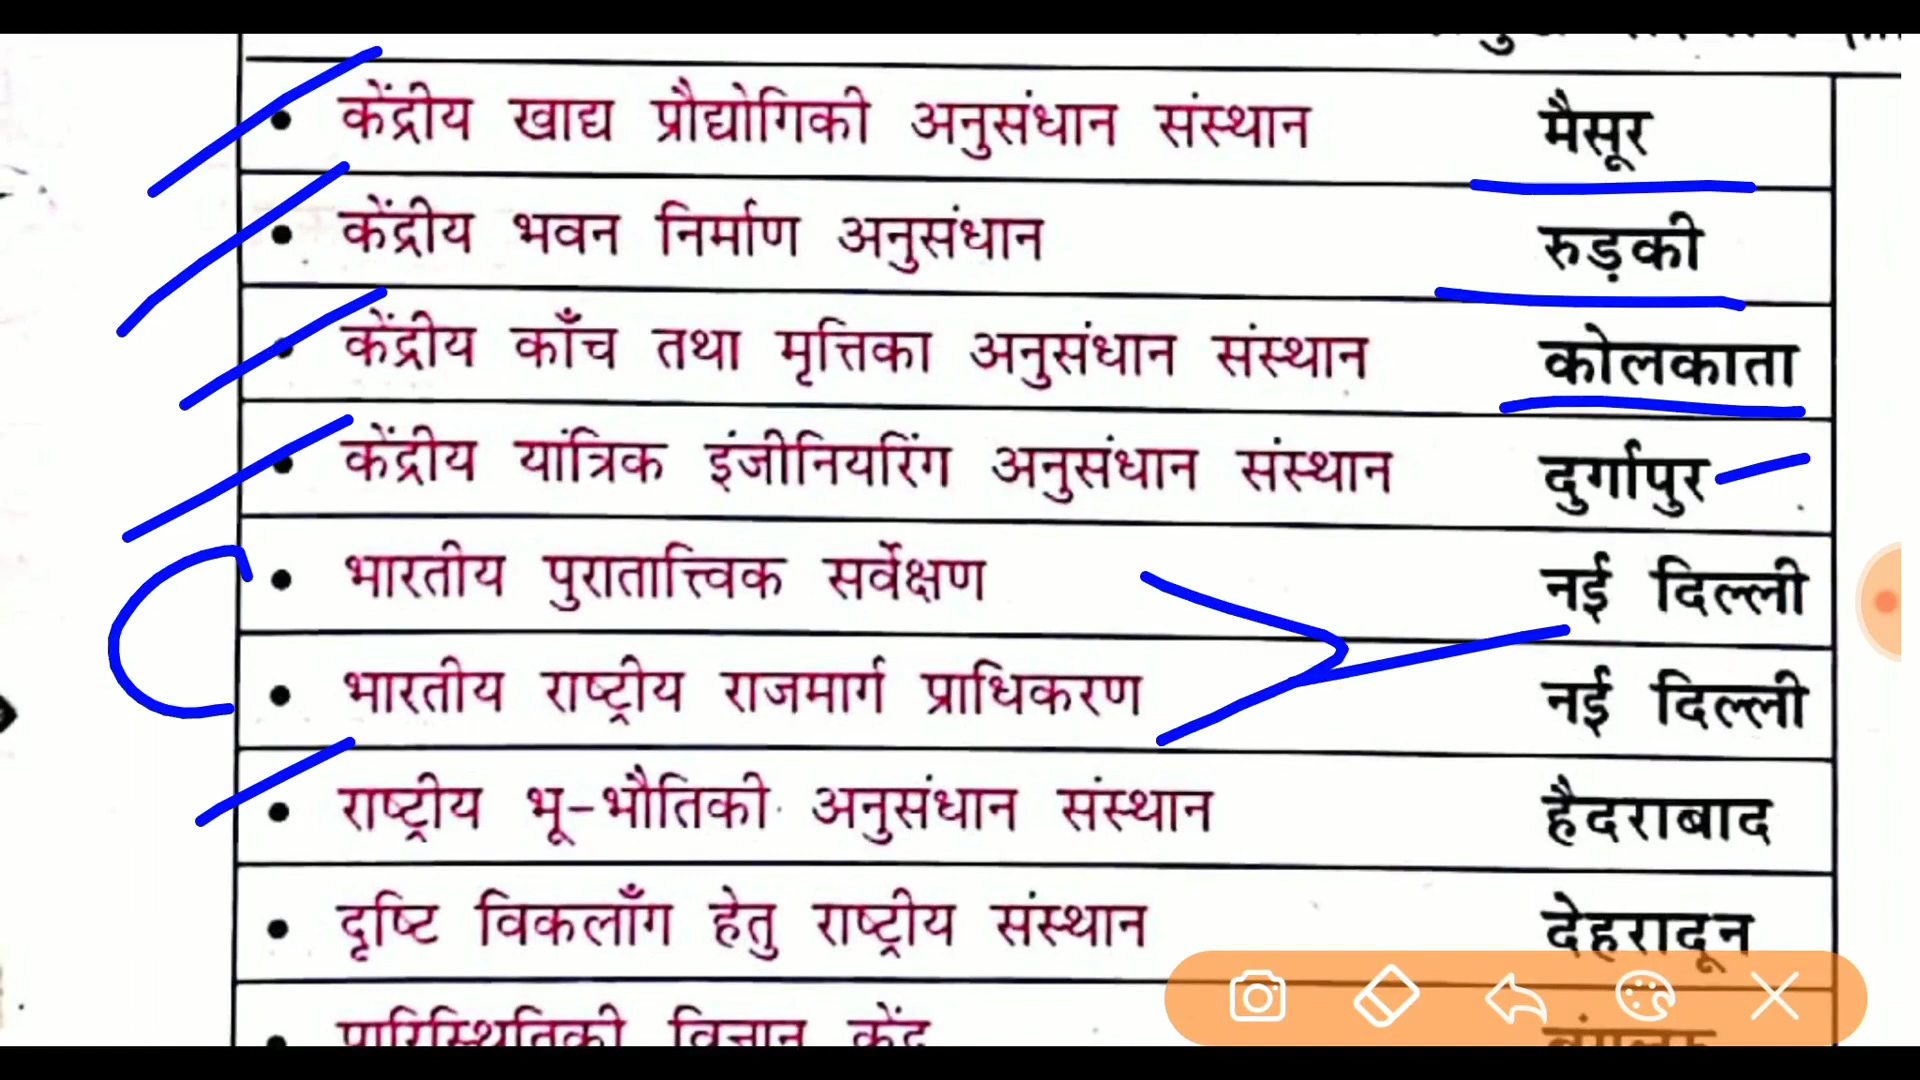 केंद्रीय खाद्य प्रौद्योगिकी अनुसंधान संस्थान मैसूर
केंद्रीय भवन निर्माण अनुसंधान रुड़की
केंद्रीय काँच तथा मृत्तिका अनुसंधान संस्थान कोलकाता
केंद्रीय यांत्रिक इंजीनियरिंग अनुसंधान संस्थान दुर्गापुर
भारतीय पुरातात्त्विक सर्वेक्षण नई दिल्ली
भारतीय राष्ट्रीय राजमार्ग प्राधिकरण नई दिल्ली
राष्ट्रीय भू-भौतिकी अनुसंधान संस्थान हैदराबाद
दृष्टि विकलाँग हेतु राष्ट्रीय संस्थान देहरादून
पारिस्थितिकी विज्ञान केंद्र